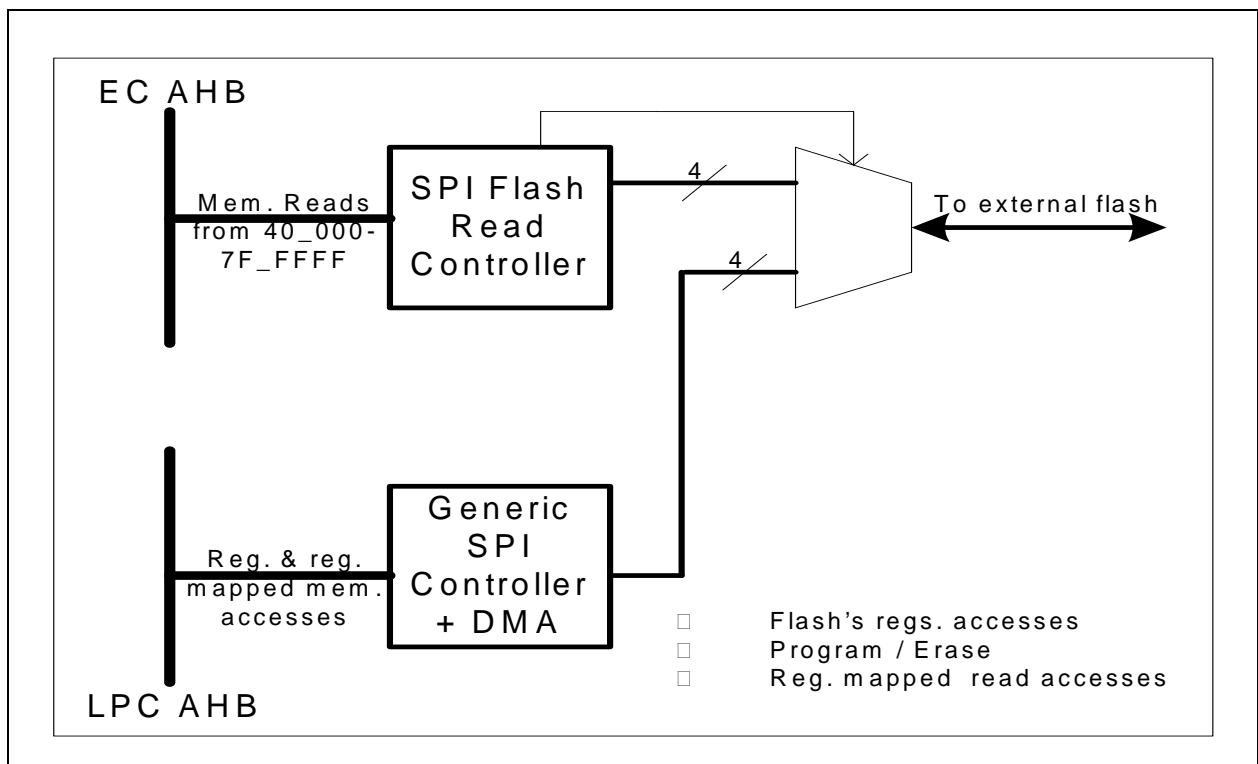 EC AHB
Mem. Reads
from 40_000-
7F_FFFF
SPI Flash
Read
Controller
4
4
To external flash
Reg. & reg.
mapped mem.
accesses
Generic
SPI
Controller
+ DMA
Flash's regs. accesses
Program / Erase
Reg. mapped read accesses
LPC AHB